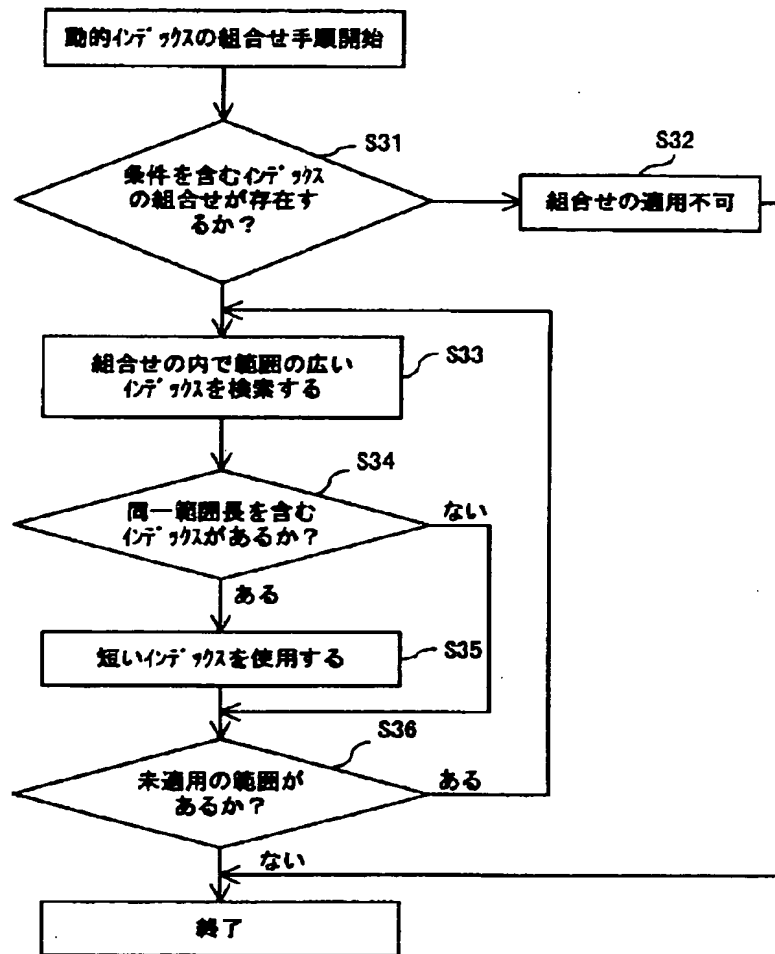 動的インデックスの組合せ手順開始
S31
条件を含むインデックス
の組合せが存在す
るか？
S32
組合せの適用不可
組合せの内で範囲の広い
インデックスを検索する
S33
S34
同一範囲長を含む
インデックスがあるか？
ない
ある
短いインデックスを使用する
S35
S36
未適用の範囲が
あるか？
ある
ない
終了